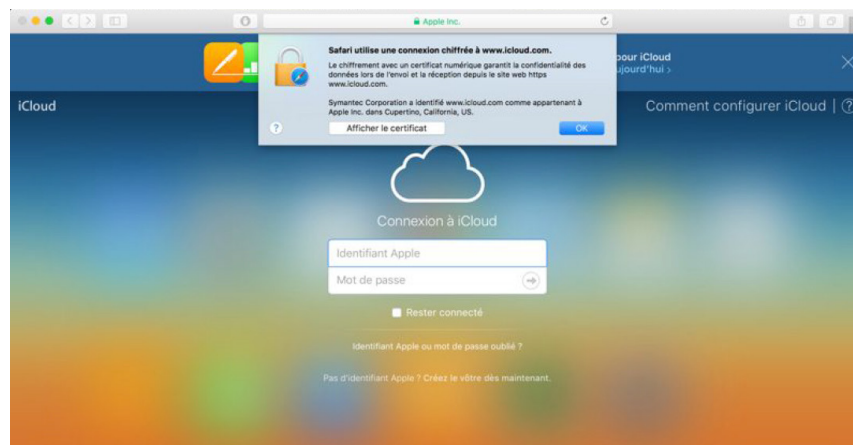 Apple Inc.
Safari utilise une connexion chiffrée à www.icloud.com.
Le chiffrement avec un certificat numérique garantit la confidentialité des
données lors de l'envoi et la réception depuis le site web https
www.icloud.com.
Symantec Corporation a identifié www.icloud.com comme appartenant à
Apple Inc. dans Cupertino, California, US.
? Afficher le certificat OK
pour iCloud
ujourd'hui >
iCloud
Comment configurer iCloud | ?
Connexion à iCloud
Identifiant Apple
Mot de passe
Rester connecté
Identifiant Apple ou mot de passe oublié ?
Pas d'identifiant Apple ? Créez le vôtre dès maintenant.